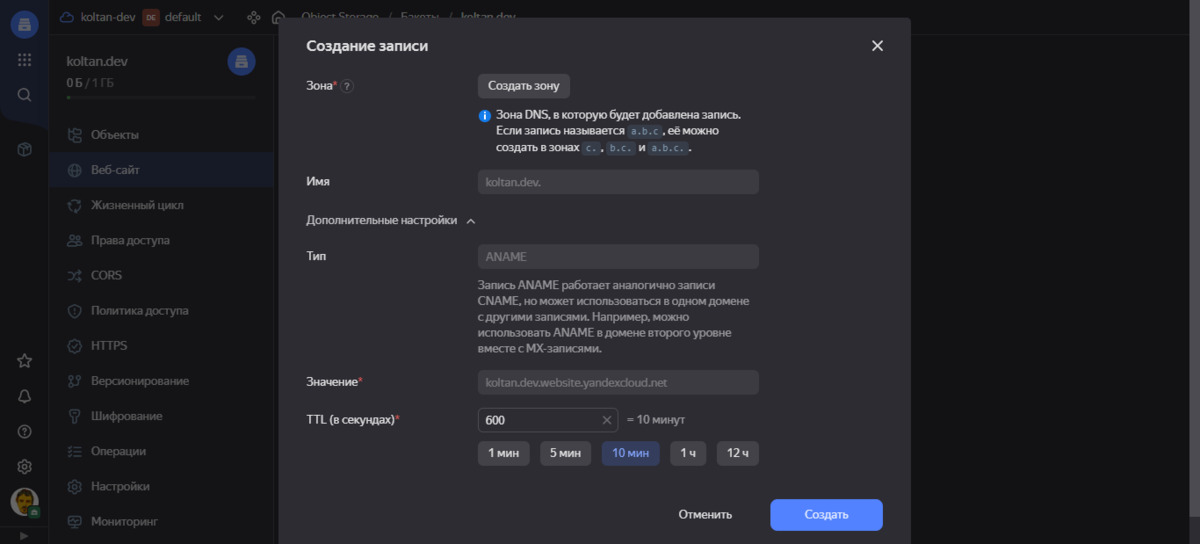 koltan-dev DE default Object Storage / Бакеты / koltan.dev
koltan.dev
0 Б / 1 ГБ
Объекты
Веб-сайт
Жизненный цикл
Права доступа
CORS
Политика доступа
HTTPS
Версионирование
Шифрование
Операции
Настройки
Мониторинг
Создание записи
Зона* ?
Создать зону
Зона DNS, в которую будет добавлена запись.
Если запись называется a.b.c, её можно
создать в зонах c., b.c. и a.b.c..
Имя
koltan.dev.
Дополнительные настройки
Тип
ANAME
Запись ANAME работает аналогично записи
CNAME, но может использоваться в одном домене
с другими записями. Например, можно
использовать ANAME в домене второго уровне
вместе с MX-записями.
Значение*
koltan.dev.website.yandexcloud.net
TTL (в секундах)*
600 = 10 минут
1 мин 5 мин 10 мин 1 ч 12 ч
Отменить Создать